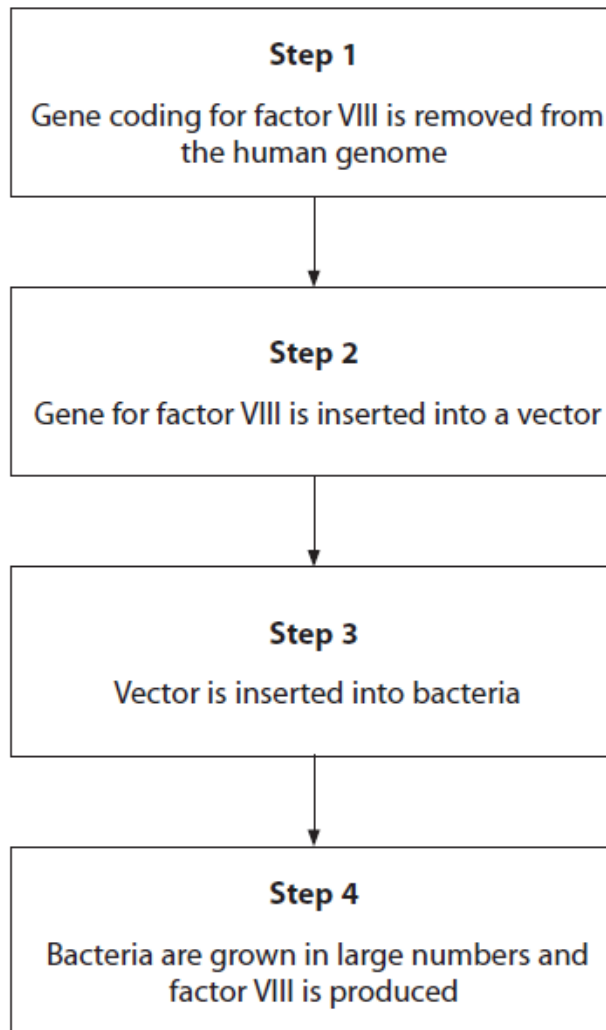 Step 1
Gene coding for factor VIII is removed from
the human genome
Step 2
Gene for factor VIII is inserted into a vector
Step 3
Vector is inserted into bacteria
Step 4
Bacteria are grown in large numbers and
factor VIII is produced